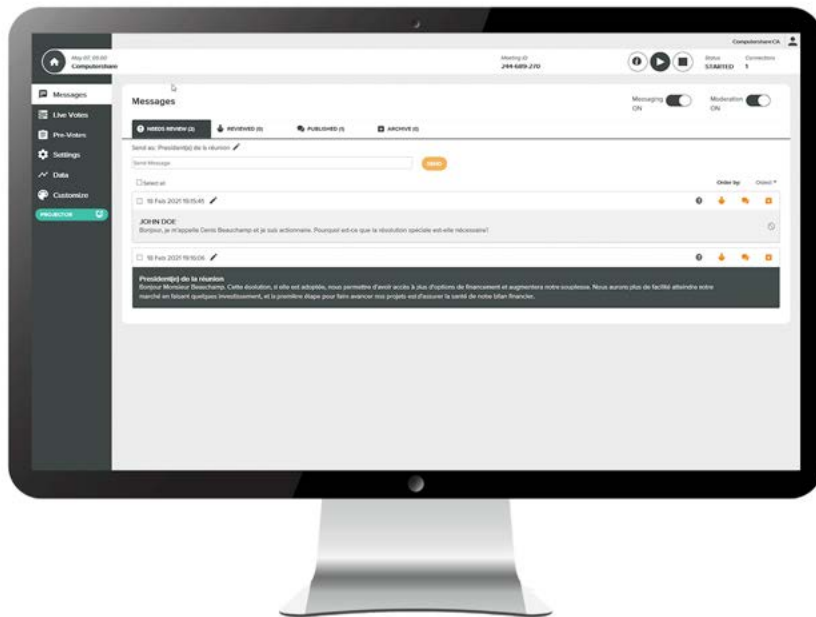 ComputershareCA
May 07, 05:00
Computershare
Meeting ID
244-689-270
Status
STARTED
Connections
1
Messages
Live Votes
Pre-Votes
Settings
Data
Customize
PROJECTOR
Messages
Messaging
ON
Moderation
ON
NEEDS REVIEW (2)
REVIEWED (0)
PUBLISHED (1)
ARCHIVE (0)
Send as: President(e) de la réunion
Send Message
SEND
Select all
Order by: Oldest
18 Feb 2021 19:15:45
JOHN DOE
Bonjour, je m'appelle Denis Beauchamp et je suis actionnaire. Pourquoi est-ce que la résolution speciale est-elle nécessaire?
18 Feb 2021 19:16:06
President(e) de la réunion
Bonjour Monsieur Beauchamp. Cette évolution, si elle est adoptée, nous permettre d'avoir accès à plus d'options de financement et augmentera notre souplesse. Nous aurons plus de facilité atteindre notre
marché en faisant quelques investissement, et la première étape pour faire avancer nos projets est d'assurer la santé de notre bilan financier.